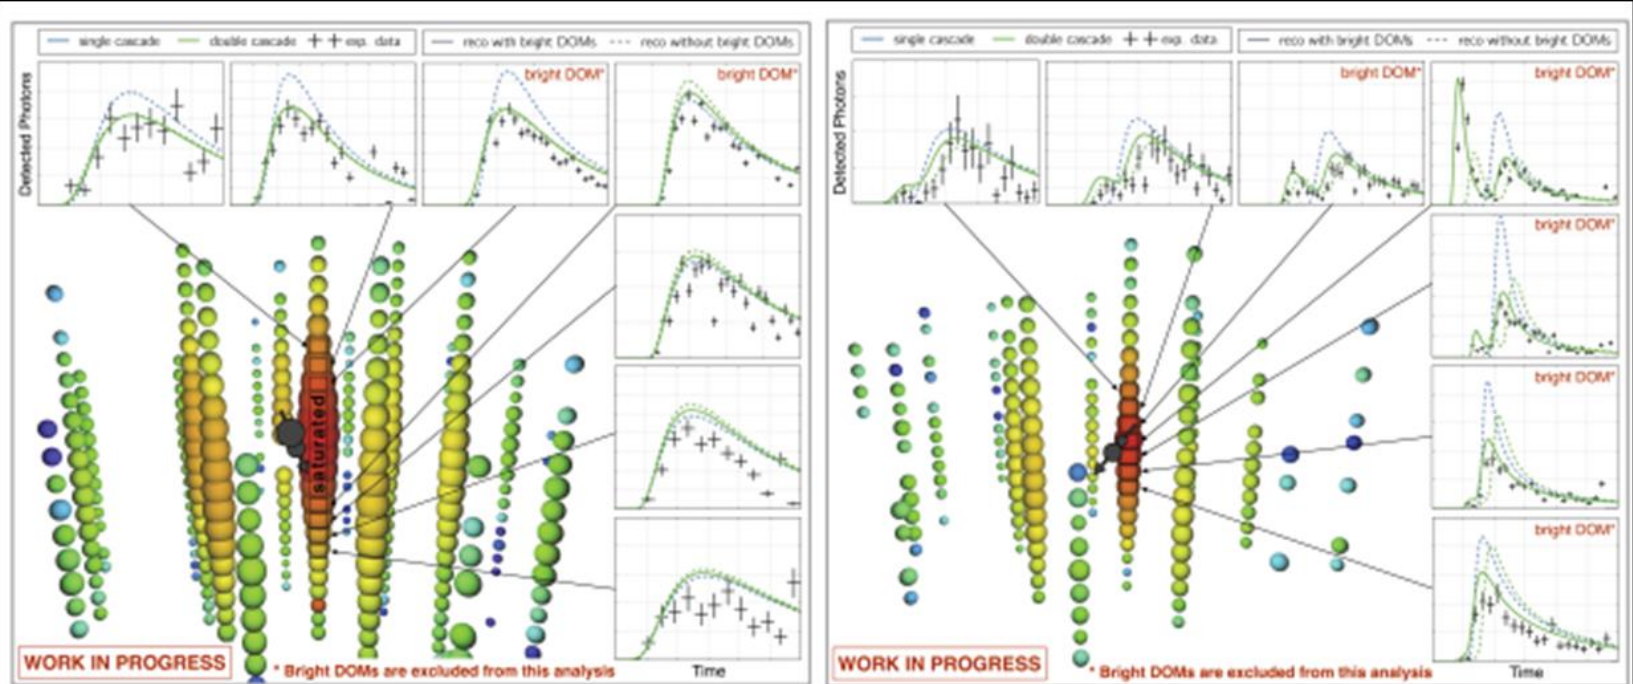 single cascade double cascade exp. data reco with bright DOMs reco without bright DOMs
Detected Photons
bright DOM*
bright DOM*
saturated
WORK IN PROGRESS
* Bright DOMs are excluded from this analysis
Time
single cascade double cascade exp. data reco with bright DOMs reco without bright DOMs
Detected Photons
bright DOM*
bright DOM*
bright DOM*
bright DOM*
bright DOM*
WORK IN PROGRESS
* Bright DOMs are excluded from this analysis
Time